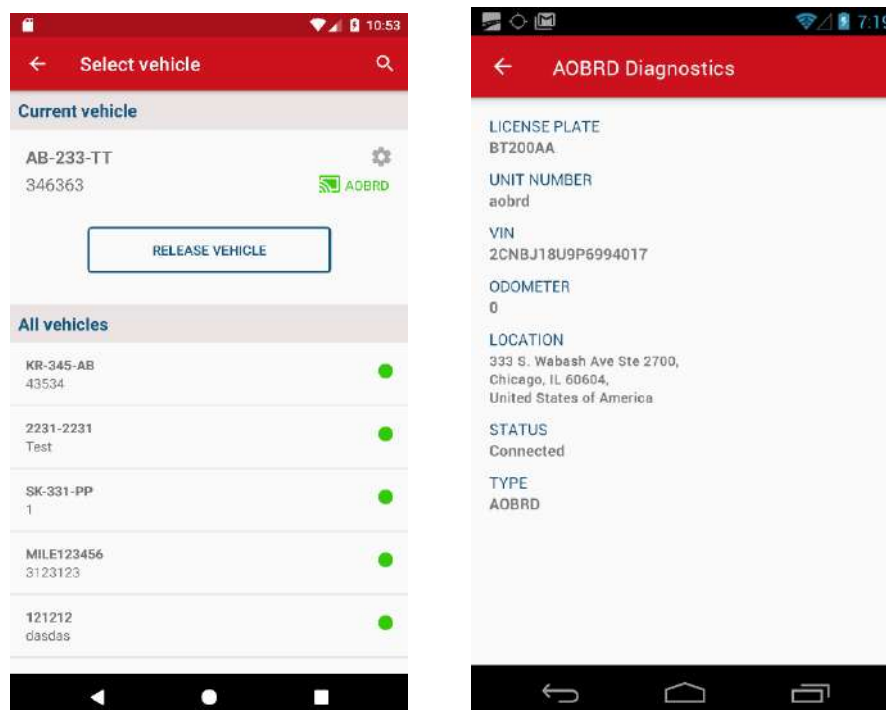 10:53
Select vehicle
Current vehicle
AB-233-TT
346363
AOBRD
RELEASE VEHICLE
All vehicles
KR-345-AB
43534
2231-2231
Test
SK-331-PP
1
MILE123456
3123123
121212
dasdas
7:19
AOBRD Diagnostics
LICENSE PLATE
BT200AA
UNIT NUMBER
aobrd
VIN
2CNBJ18U9P6994017
ODOMETER
0
LOCATION
333 S. Wabash Ave Ste 2700,
Chicago, IL 60604,
United States of America
STATUS
Connected
TYPE
AOBRD